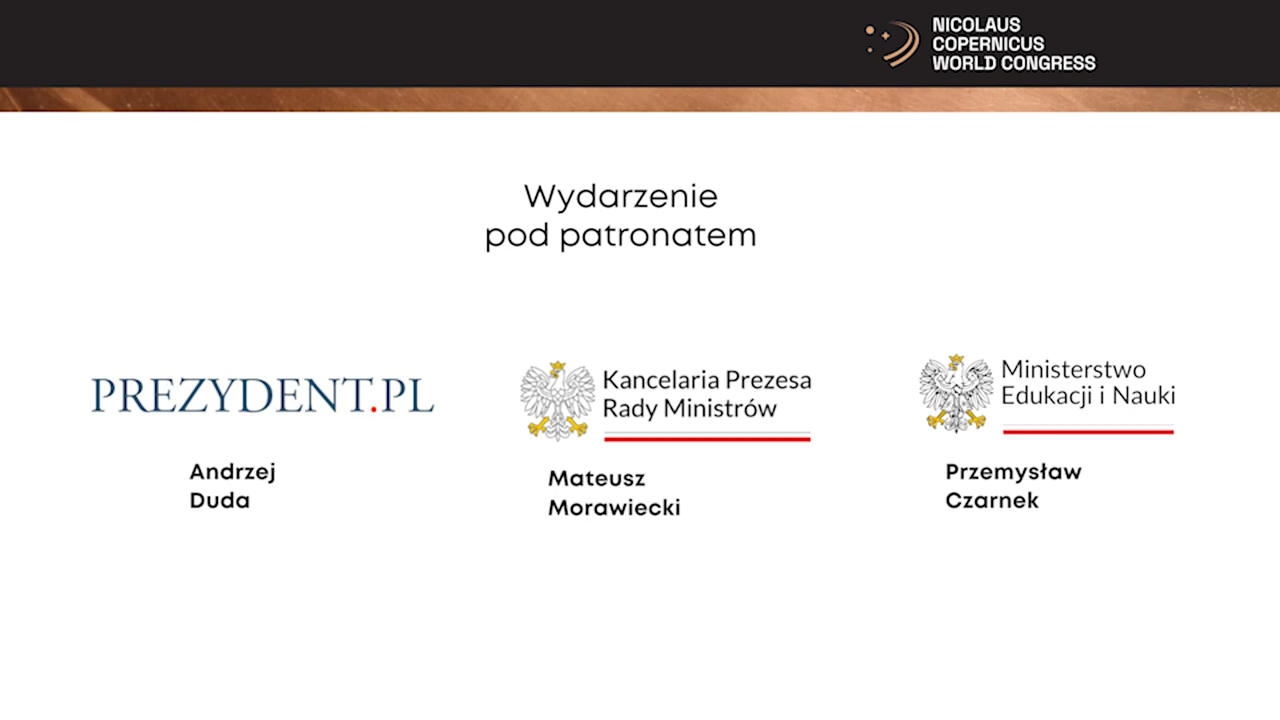 NICOLAUS
COPERNICUS
WORLD CONGRESS
Wydarzenie
pod patronatem
PREZYDENT.PL
Andrzej
Duda
Kancelaria Prezesa
Rady Ministrów
Mateusz
Morawiecki
Ministerstwo
Edukacji i Nauki
Przemysław
Czarnek